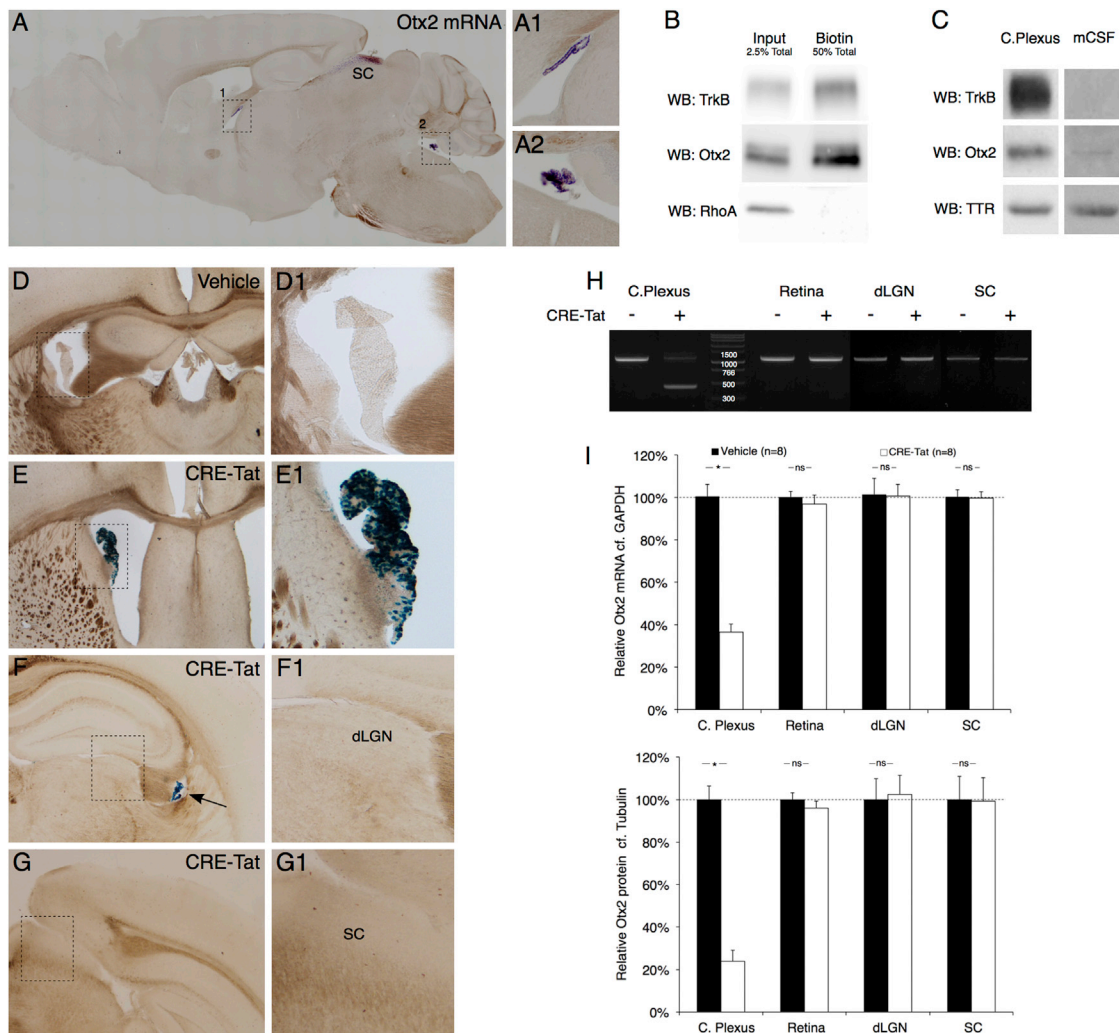 A
Otx2 mRNA
SC
1
2
A1
A2
B
Input
2.5% Total
Biotin
50% Total
WB: TrkB
WB: Otx2
WB: RhoA
C
C.Plexus
mCSF
WB: TrkB
WB: Otx2
WB: TTR
D
Vehicle
D1
E
CRE-Tat
E1
F
CRE-Tat
F1
dLGN
G
CRE-Tat
G1
SC
H
C.Plexus Retina dLGN SC
CRE-Tat - + - + - + - +
1500
1000
766
500
300
I
Vehicle (n=8) CRE-Tat (n=8)
* ns ns ns
Relative Otx2 mRNA cf. GAPDH
120%
100%
80%
60%
40%
20%
0%
C. Plexus Retina dLGN SC
* ns ns ns
Relative Otx2 protein cf. Tubulin
120%
100%
80%
60%
40%
20%
0%
C. Plexus Retina dLGN SC